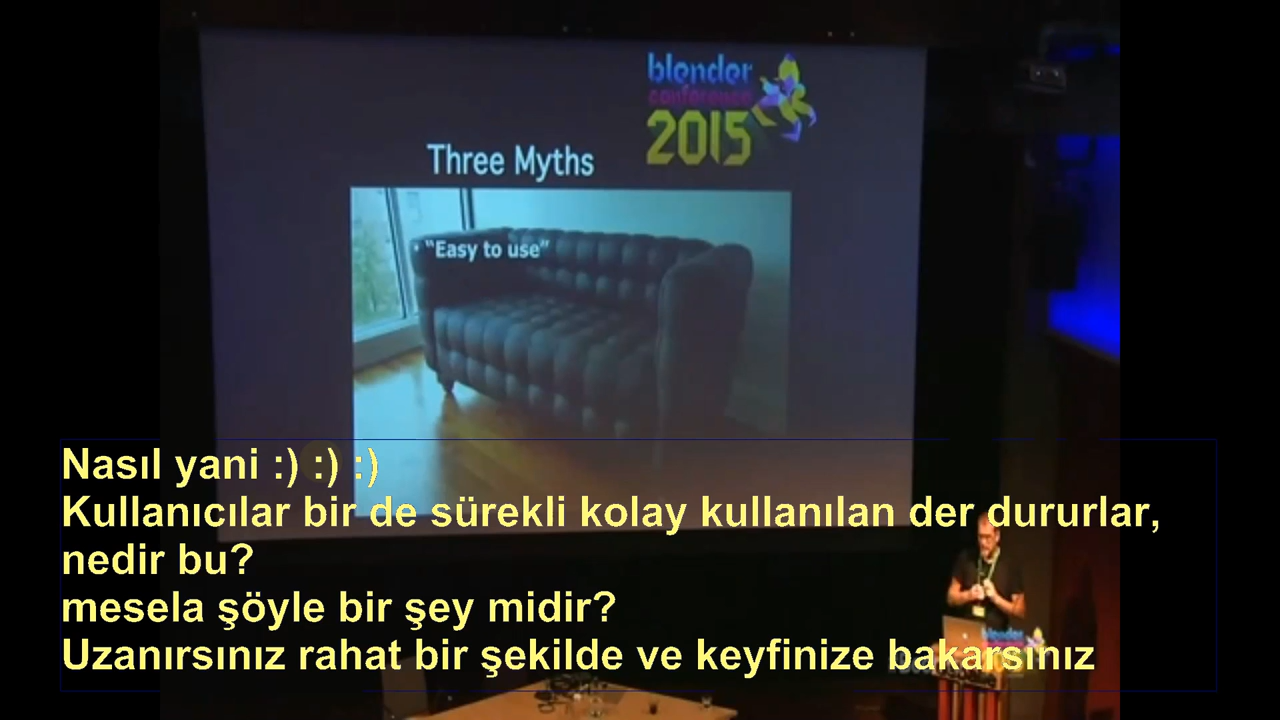 blender
conference
2015
Three Myths
• "Easy to use"
Nasıl yani :) :) :)
Kullanıcılar bir de sürekli kolay kullanılan der dururlar,
nedir bu?
mesela şöyle bir şey midir?
Uzanırsınız rahat bir şekilde ve keyfinize bakarsınız
blender